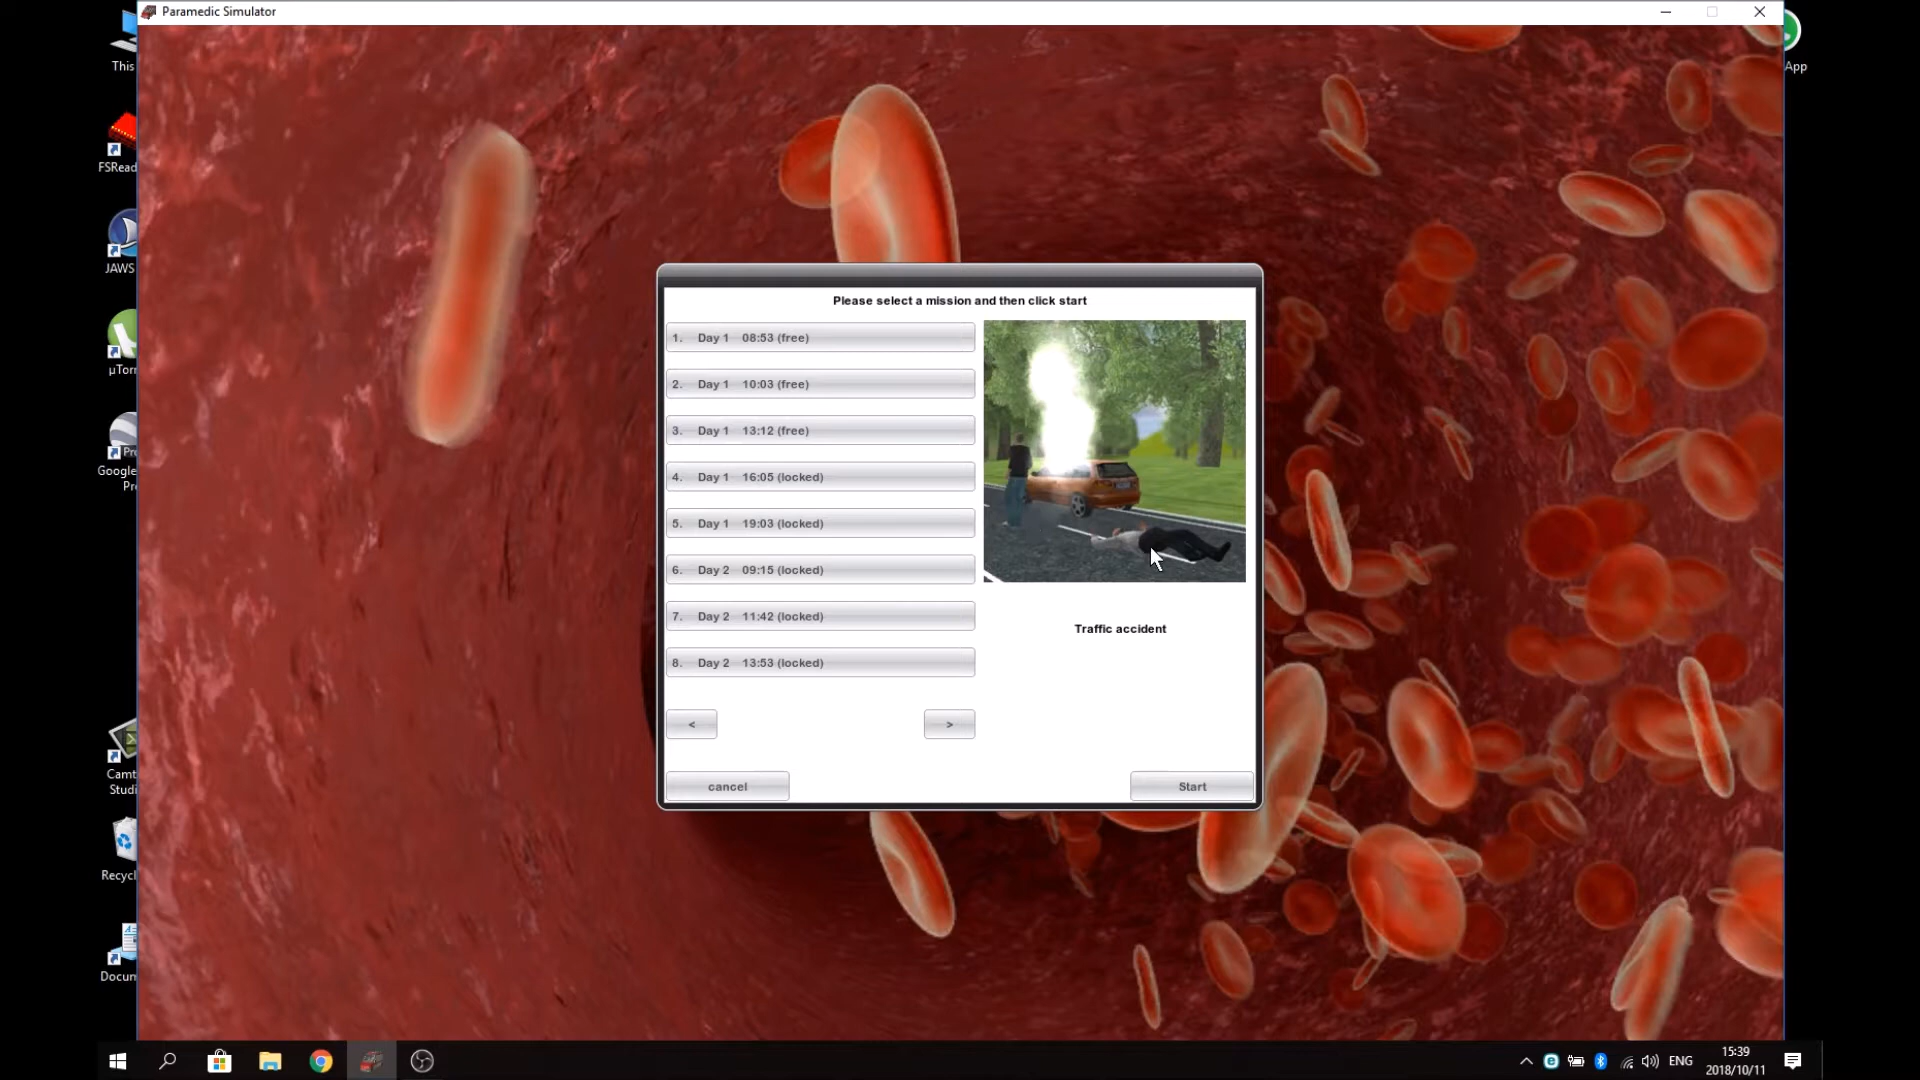 Paramedic Simulator
This
App
FSRead
JAWS
µTorr
Google
Pro
Pre
Camt
Studi
Recycl
Docum
Please select a mission and then click start
1. Day 1 08:53 (free)
2. Day 1 10:03 (free)
3. Day 1 13:12 (free)
4. Day 1 16:05 (locked)
5. Day 1 19:03 (locked)
6. Day 2 09:15 (locked)
7. Day 2 11:42 (locked)
8. Day 2 13:53 (locked)
Traffic accident
< >
cancel
Start
ENG
15:39
2018/10/11